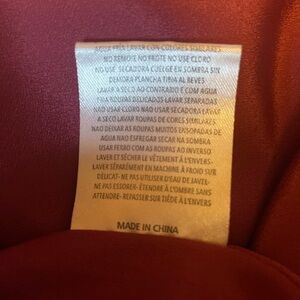 AGUA FRIA LAVAR CON COLORES SIMILARES
NO REMOJE NO FROTE NO USE CLORO
NO USE SECADORA CUELGE EN SOMBRA SIN
DEMORA PLANCHA TIBIA AL REVES
LAVAR A SECO AO CONTRARIO E COM AGUA
FRIA ROUPAS DELICADOS LAVAR SEPARADAS
NAO USAR CLORO NAO USAR SECADORA LAVAR
A SECO LAVAR ROUPAS DE CORES SIMILARES.
NAO DEIXAR AS ROUPAS MUITOS ENSOPADAS DE
AGUA NAO ESFREGAR SECAR NA SOMBRA
USAR FERRO COM AS ROUPAS AO INVERSO
LAVER ET SÉCHER LE VÊTEMENT À L'ENVERS-
LAVER SÉPARÉMENT EN MACHINE À FROID SUR
DÉLICAT- NE PAS UTILISER D'EAU DE JAVEL-
NE PAS ESSORER- ÉTENDRE À L'OMBRE SANS
ATTENDRE- REPASSER SUR TIÈDE À L'ENVERS
MADE IN CHINA